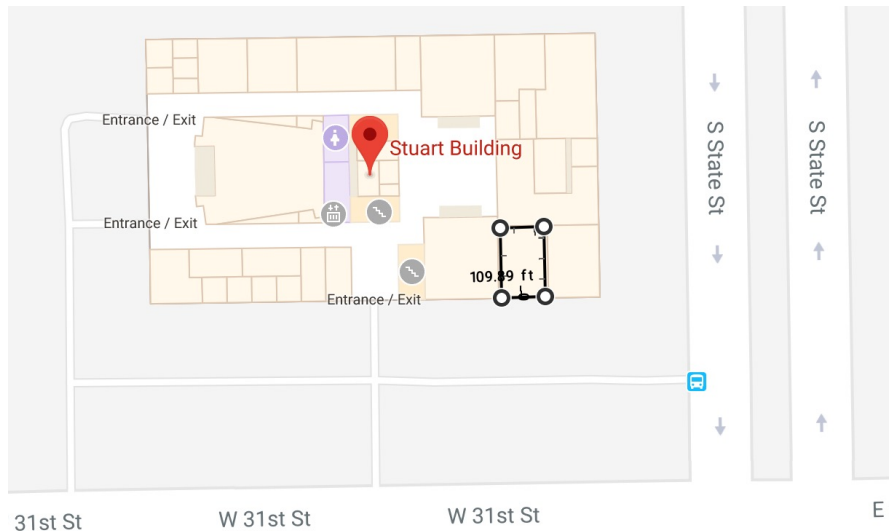 Entrance / Exit
Stuart Building
S State St
S State St
Entrance / Exit
109.89 ft
Entrance / Exit
31st St
W 31st St
W 31st St
E